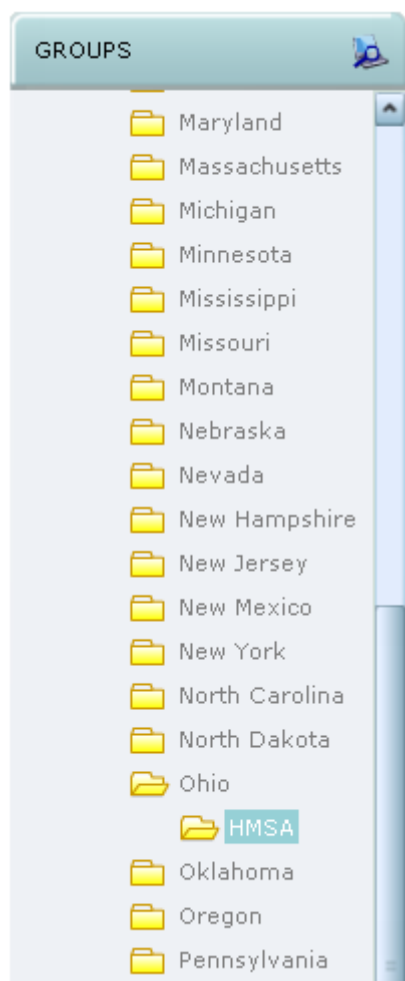 GROUPS
Maryland
Massachusetts
Michigan
Minnesota
Mississippi
Missouri
Montana
Nebraska
Nevada
New Hampshire
New Jersey
New Mexico
New York
North Carolina
North Dakota
Ohio
HMSA
Oklahoma
Oregon
Pennsylvania